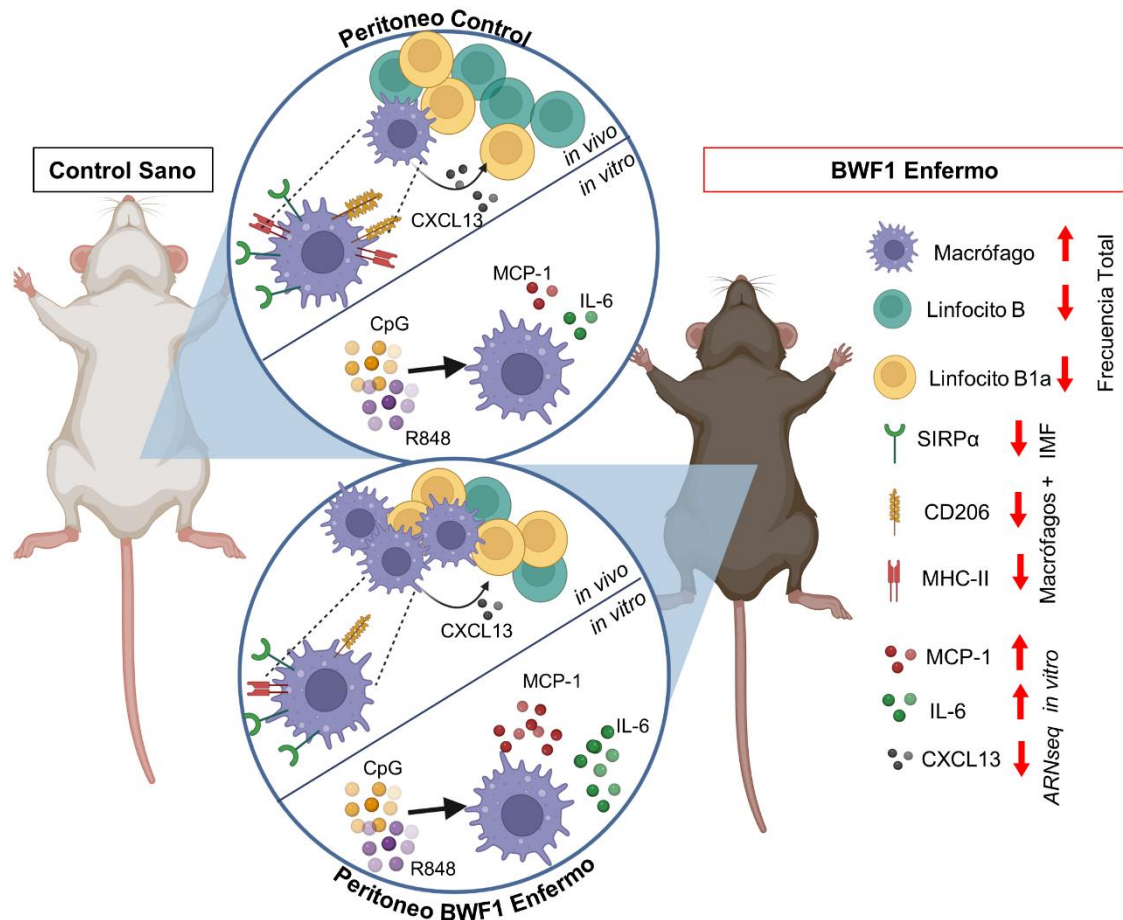 Peritoneo Control
Control Sano
in vivo
in vitro
CXCL13
MCP-1
IL-6
CpG
R848
in vivo
in vitro
CXCL13
MCP-1
IL-6
CpG
R848
Peritoneo BWF1 Enfermo
BWF1 Enfermo
Macrófago
Linfocito B
Linfocito B1a
Frecuencia Total
SIRPα
CD206
MHC-II
Macrófagos +
IMF
MCP-1
IL-6
CXCL13
ARNseq in vitro